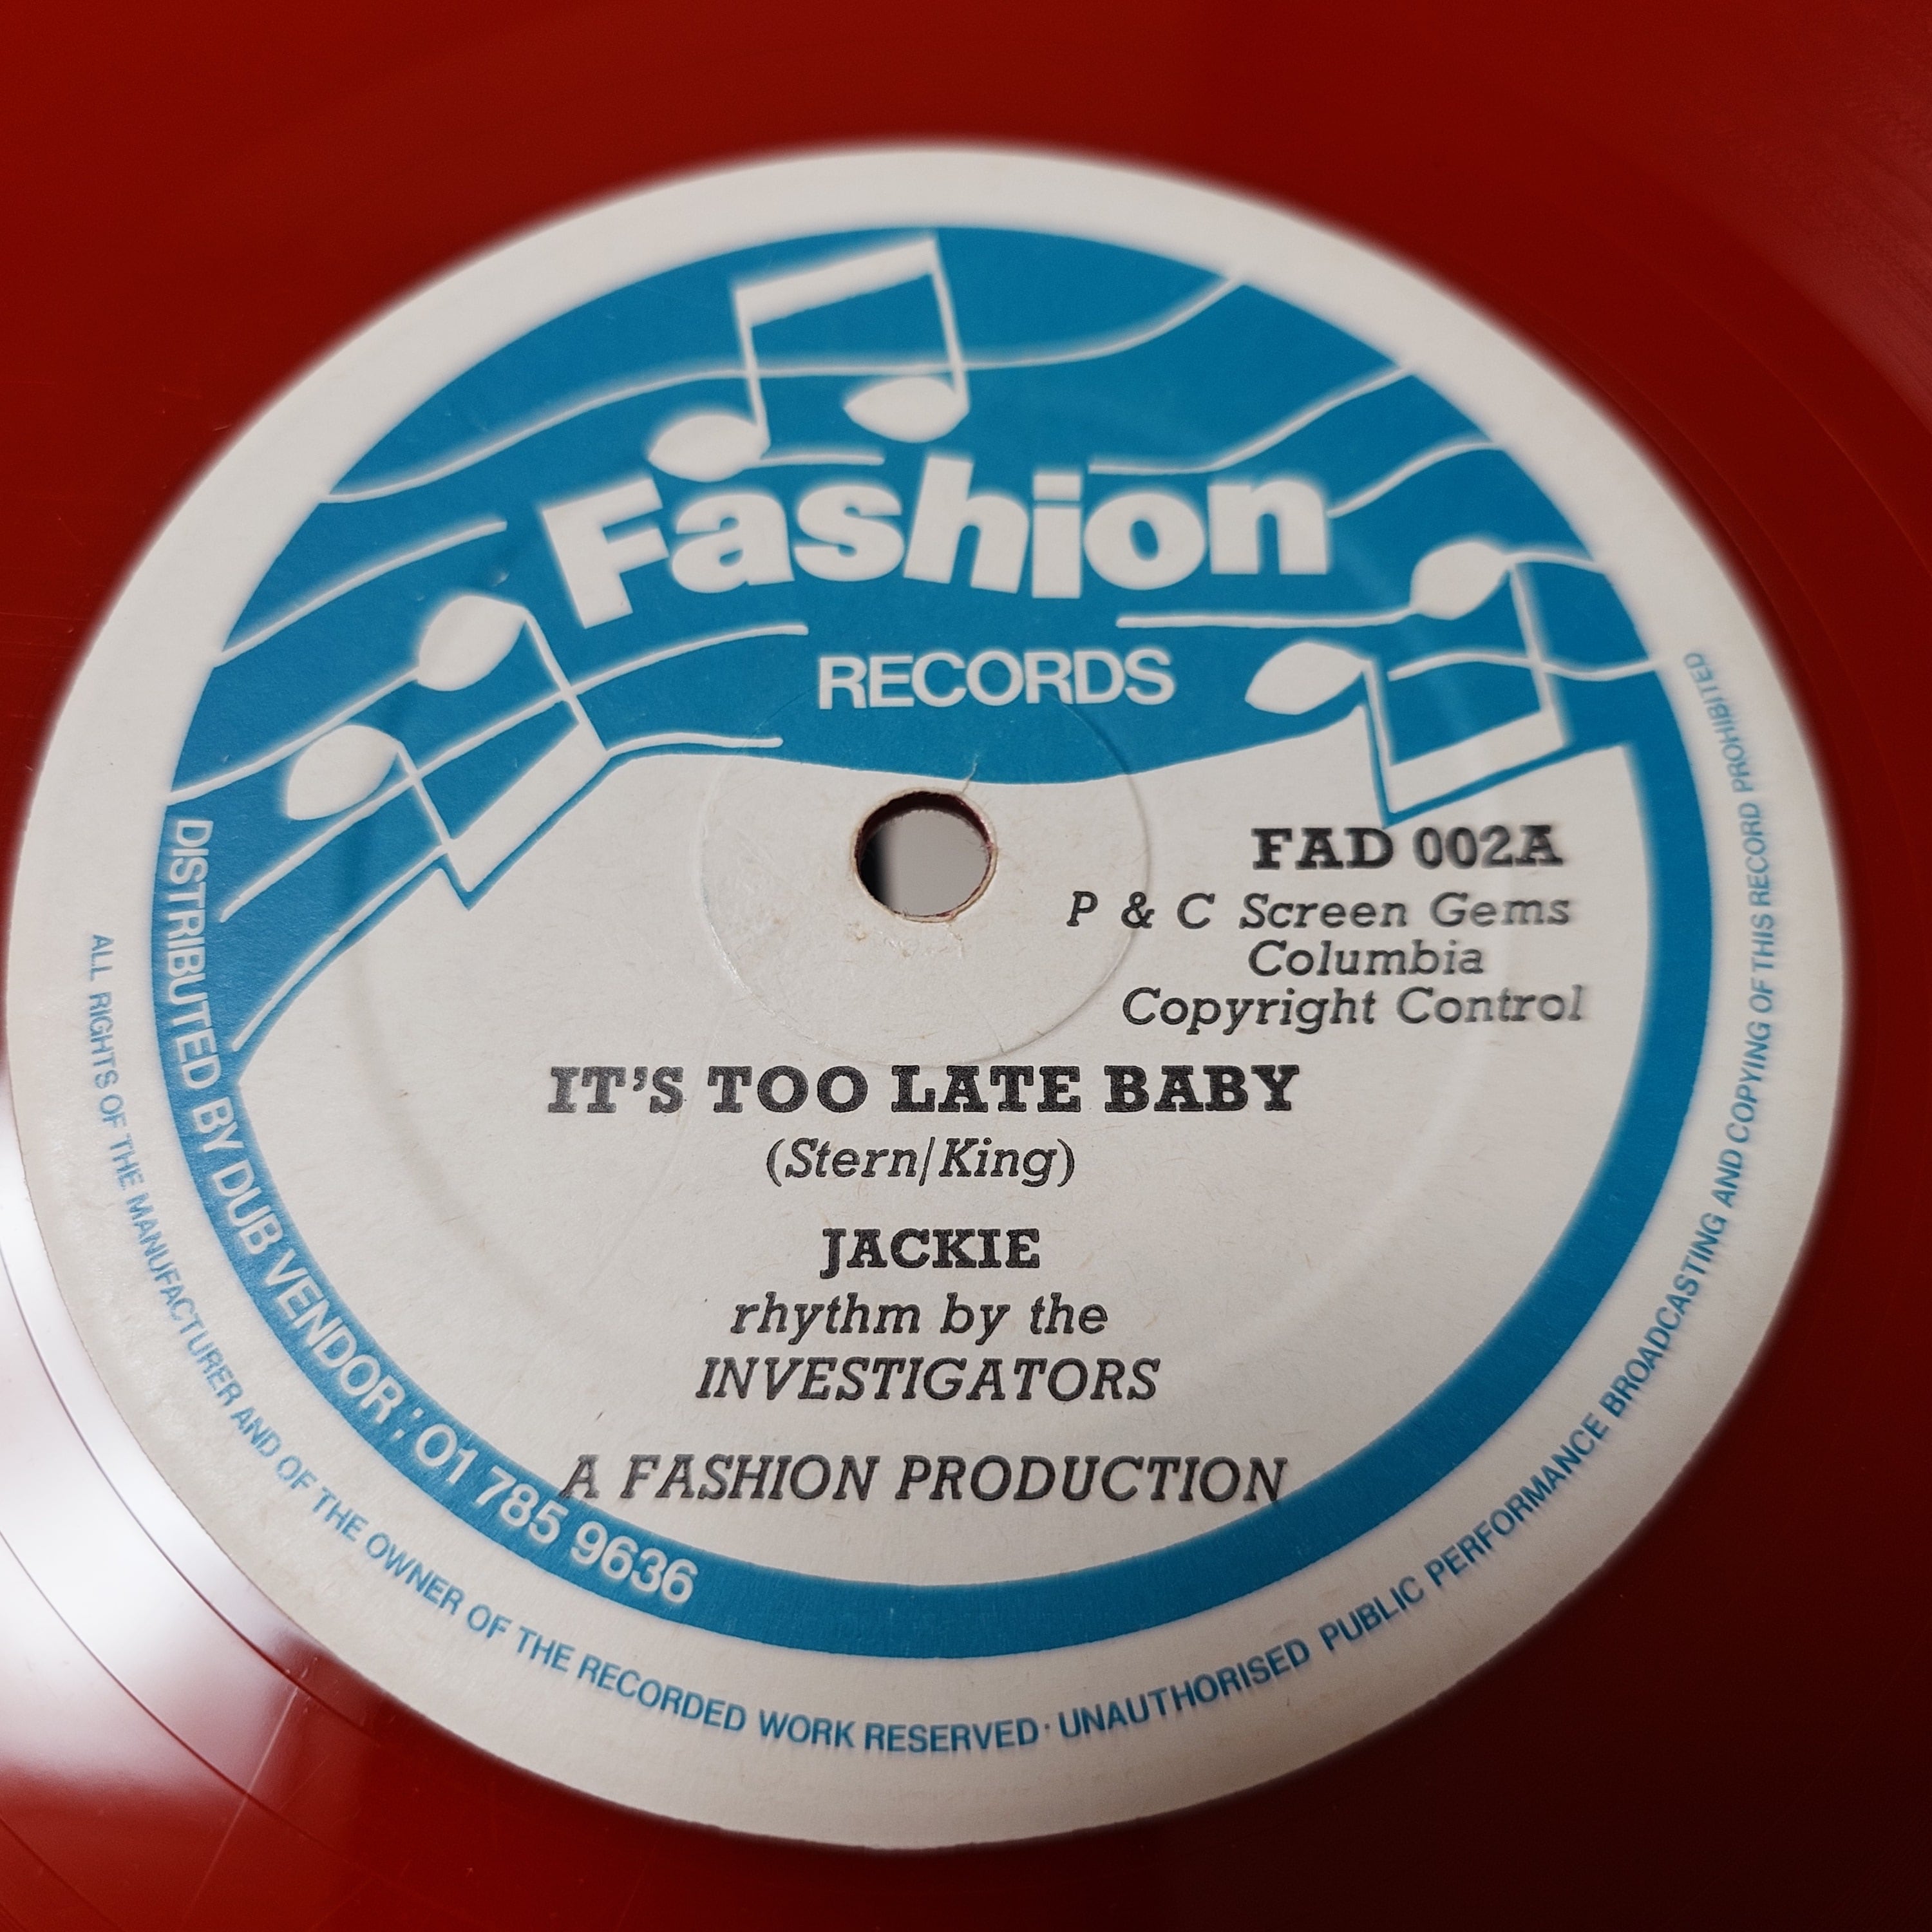 Fashion
RECORDS
FAD 002A
P & C Screen Gems
Columbia
Copyright Control
IT'S TOO LATE BABY
(Stern/King)
JACKIE
rhythm by the
INVESTIGATORS
A FASHION PRODUCTION
DISTRIBUTED BY DUB VENDOR : 01 785 9636
ALL RIGHTS OF THE MANUFACTURER AND OF THE OWNER OF THE RECORDED WORK RESERVED · UNAUTHORISED PUBLIC PERFORMANCE BROADCASTING AND COPYING OF THIS RECORD PROHIBITED